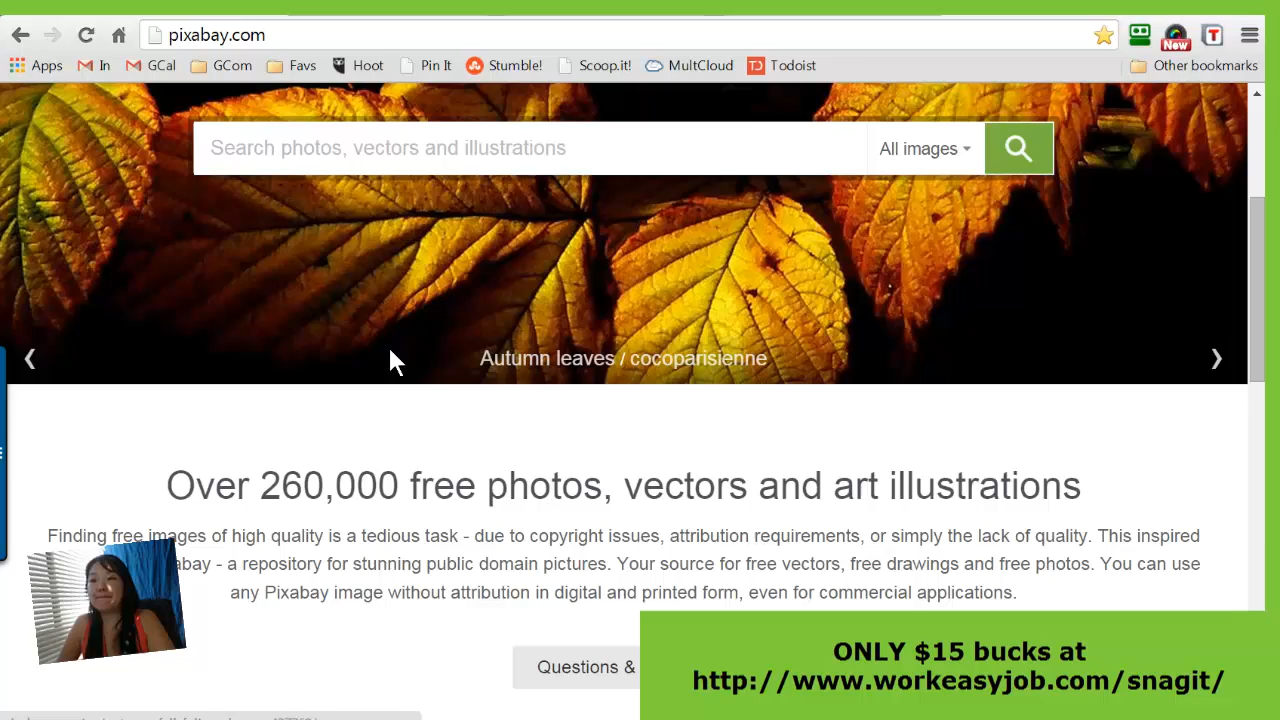 pixabay.com
New
T
Apps In GCal GCom Favs Hoot Pin It Stumble! Scoop.it! MultCloud TD Todoist Other bookmarks
Search photos, vectors and illustrations All images
Autumn leaves / cocoparisienne
Over 260,000 free photos, vectors and art illustrations
Finding free images of high quality is a tedious task - due to copyright issues, attribution requirements, or simply the lack of quality. This inspired
abay - a repository for stunning public domain pictures. Your source for free vectors, free drawings and free photos. You can use
any Pixabay image without attribution in digital and printed form, even for commercial applications.
Questions &
ONLY $15 bucks at
http://www.workeasyjob.com/snagit/